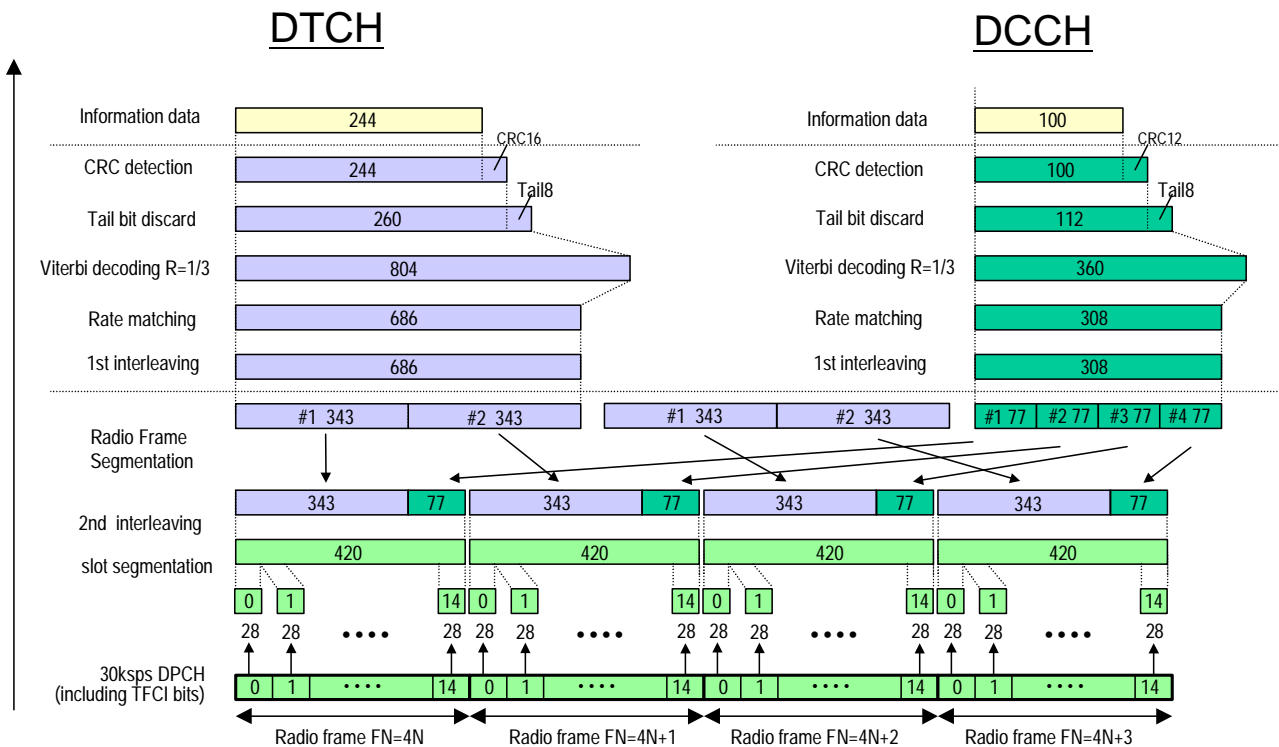 DTCH DCCH
Information data 244 Information data 100
CRC16 CRC12
CRC detection 244 CRC detection 100
Tail8 Tail8
Tail bit discard 260 Tail bit discard 112
Viterbi decoding R=1/3 804 Viterbi decoding R=1/3 360
Rate matching 686 Rate matching 308
1st interleaving 686 1st interleaving 308
#1 343 #2 343 #1 343 #2 343 #1 77 #2 77 #3 77 #4 77
Radio Frame
Segmentation
343 77 343 77 343 77 343 77
2nd interleaving
420 420 420 420
slot segmentation
0 1 14 0 1 14 0 1 14 0 1 14
28 28 •••• 28 28 28 •••• 28 28 28 •••• 28 28 28 •••• 28
30ksps DPCH
(including TFCI bits)
0 1 •••• 14 0 1 •••• 14 0 1 •••• 14 0 1 •••• 14
Radio frame FN=4N Radio frame FN=4N+1 Radio frame FN=4N+2 Radio frame FN=4N+3